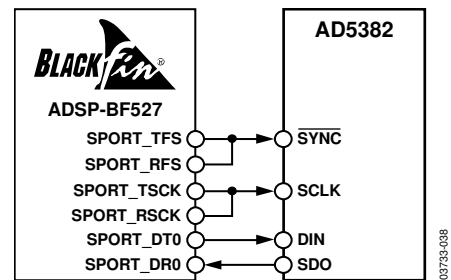 BLACKfin®
ADSP-BF527
SPORT_TFS
SPORT_RFS
SPORT_TSCK
SPORT_RSCK
SPORT_DT0
SPORT_DR0
AD5382
SYNC
SCLK
DIN
SDO
03733-038